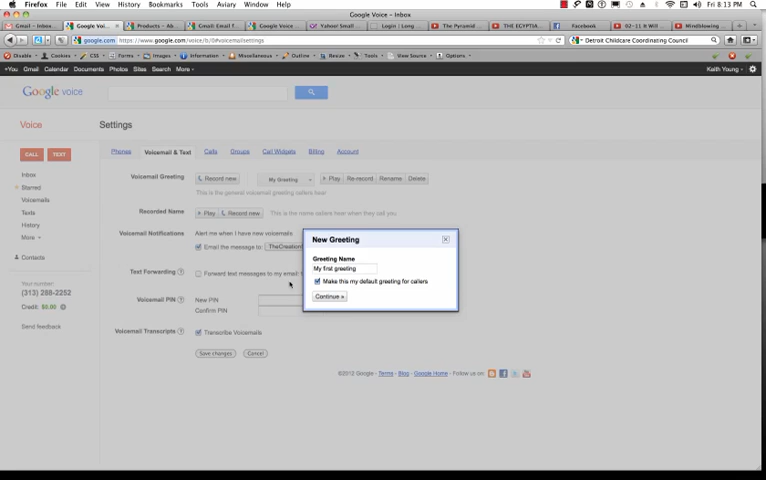 Firefox File Edit View History Bookmarks Tools Aviary Window Help Fri 8:13 PM
Google Voice - Inbox
Gmail - Inbox... Google Voi... Products - Ab... Gmail: Email T... Google Voice ... Yahoo! Small ... Login | Long ... The Pyramid ... THE EGYPTIA... Facebook 02-11 It Will ... MindBlowing ...
google.com https://www.google.com/voice/b/0#voicemailsettings Detroit Childcare Coordinating Council
Disable Cookies CSS Forms Images Information Miscellaneous Outline Resize Tools View Source Options
+You Gmail Calendar Documents Photos Sites Search More Keith Young
Google voice
Voice Settings
CALL TEXT
Phones Voicemail & Text Calls Groups Call Widgets Billing Account
Inbox
Starred
Voicemails
Texts
History
More
Contacts
Your number:
(313) 288-2352
Credit: $0.00
Send feedback
Voicemail Greeting Record new My Greeting Play Re-record Rename Delete
This is the general voicemail greeting callers hear
Recorded Name Play Record new This is the name callers hear when they call you
Voicemail Notifications Alert me when I have new voicemails
Email the message to: TheCreation
Text Forwarding Forward text messages to my email:
Voicemail PIN New PIN
Confirm PIN
Voicemail Transcripts Transcribe Voicemails
Save changes Cancel
New Greeting
Greeting Name
My first greeting
Make this my default greeting for callers
Continue »
©2012 Google - Terms - Blog - Google Home - Follow us on: